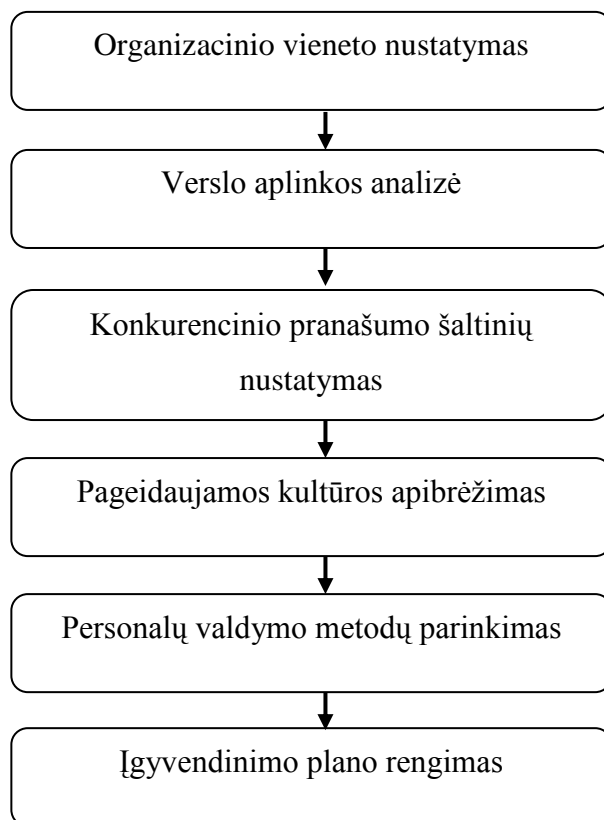 Organizacinio vieneto nustatymas
Verslo aplinkos analizė
Konkurencinio pranašumo šaltinių
nustatymas
Pageidaujamos kultūros apibrėžimas
Personalų valdymo metodų parinkimas
Įgyvendinimo plano rengimas